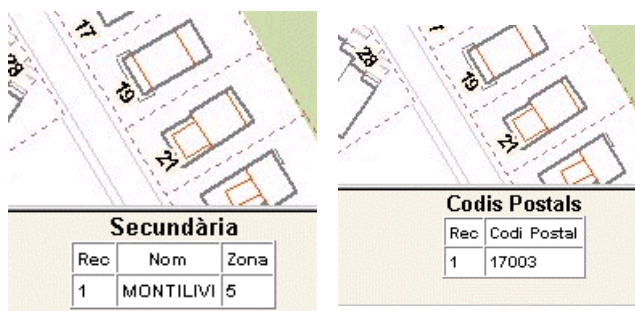 17
28
19
21
Secundària
Rec Nom Zona
1 MONTILIVI 5
28
19
21
Codis Postals
Rec Codi Postal
1 17003